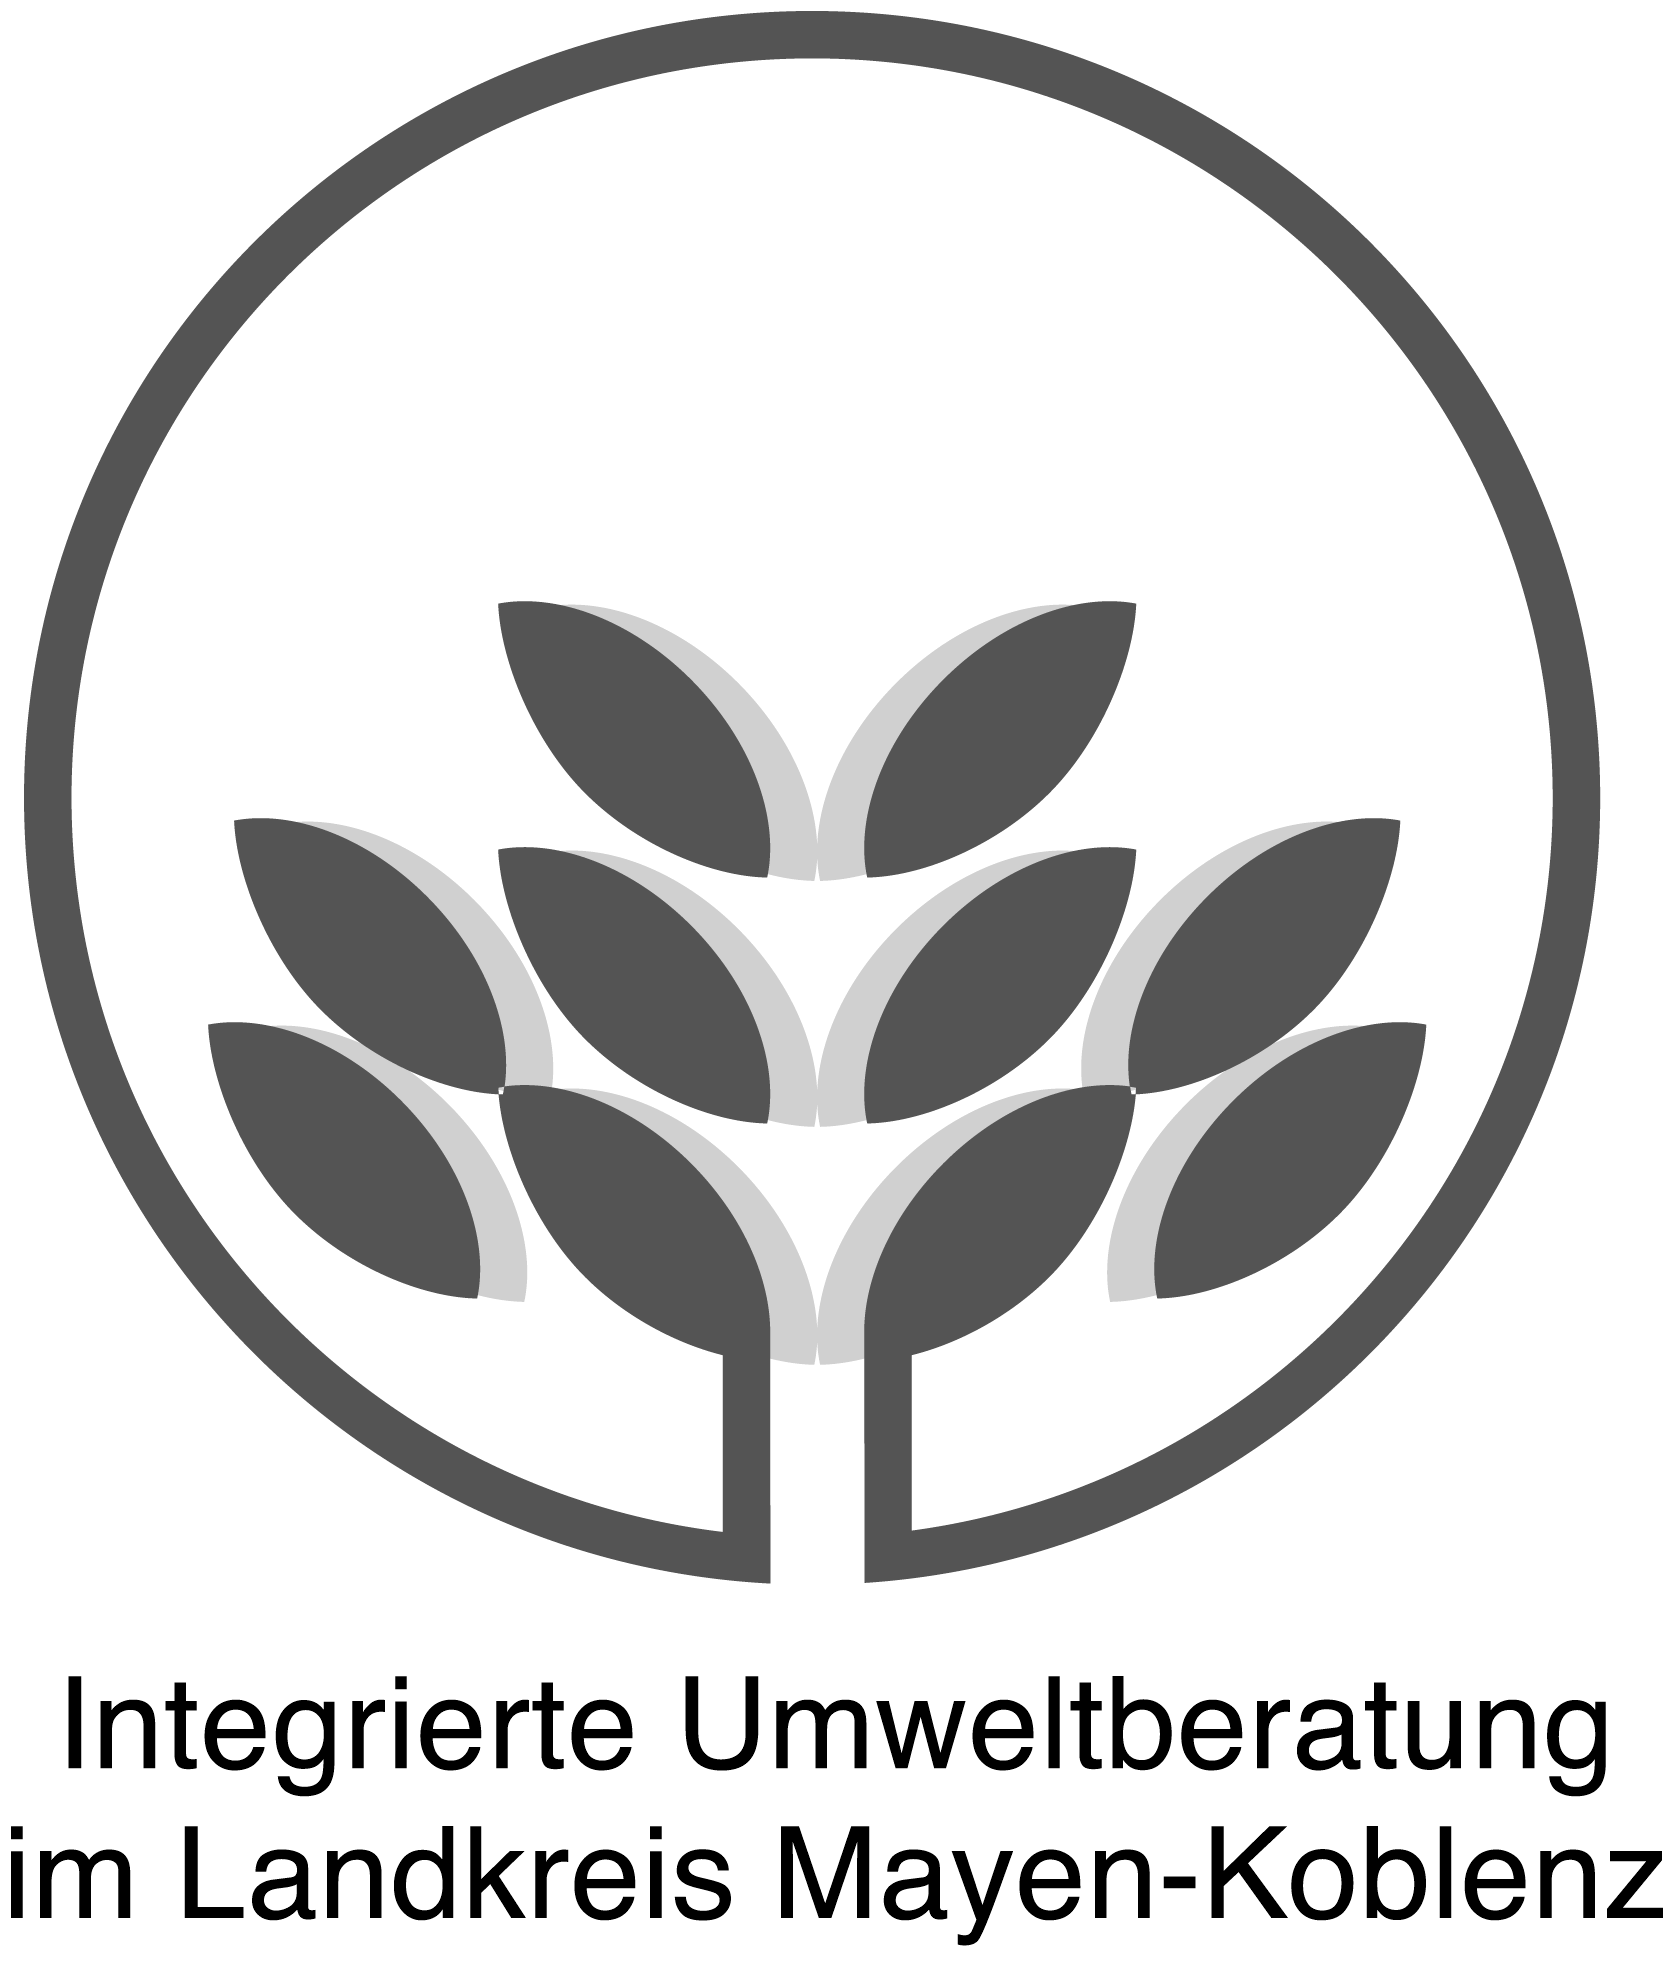 Integrierte Umweltberatung
im Landkreis Mayen-Koblenz